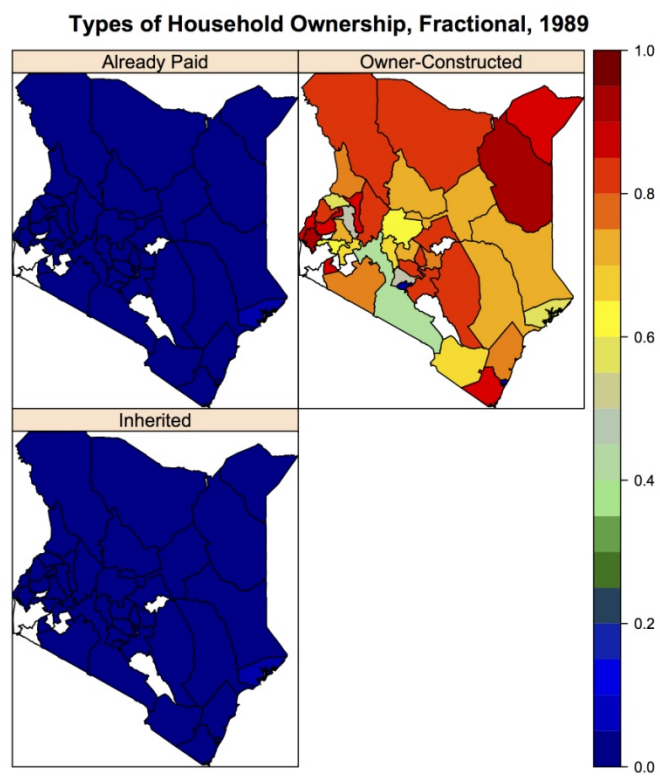 Types of Household Ownership, Fractional, 1989
Already Paid
Owner-Constructed
Inherited
1.0
0.8
0.6
0.4
0.2
0.0